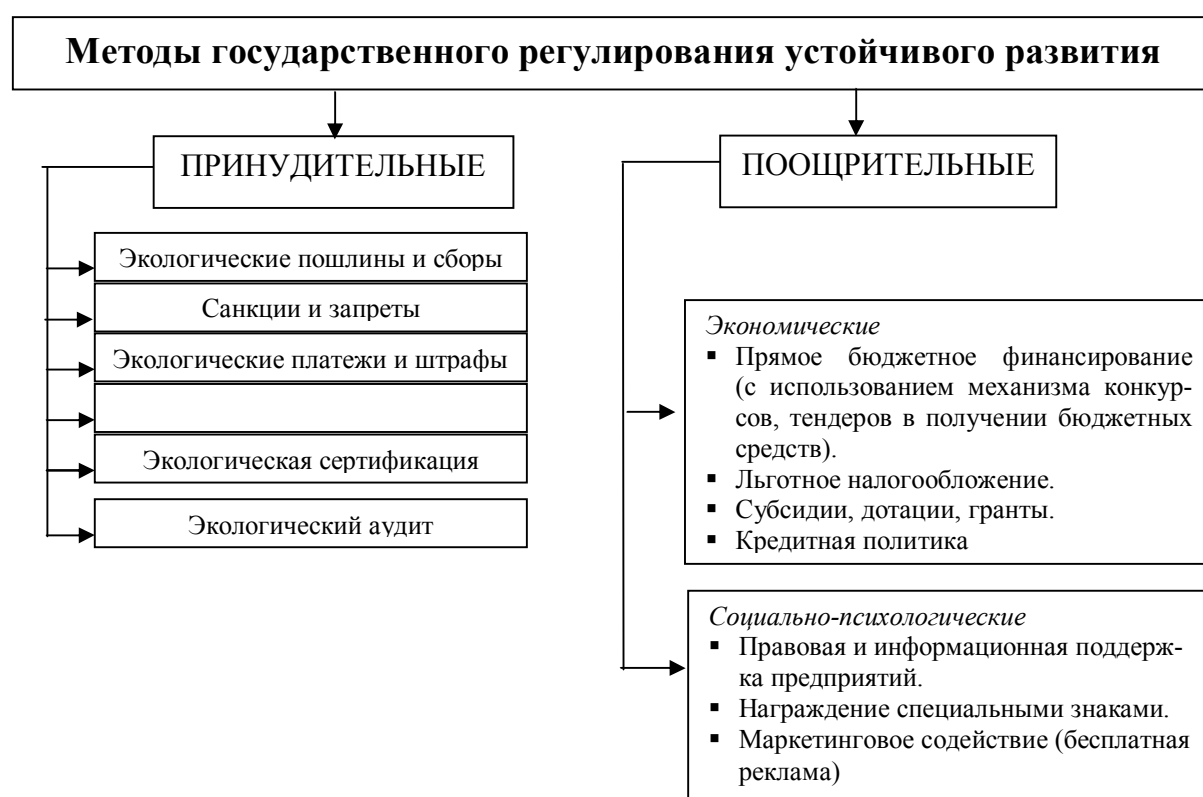 Методы государственного регулирования устойчивого развития
ПРИНУДИТЕЛЬНЫЕ
Экологические пошлины и сборы
Санкции и запреты
Экологические платежи и штрафы
Экологическая сертификация
Экологический аудит
ПООЩРИТЕЛЬНЫЕ
Экономические
▪ Прямое бюджетное финансирование
(с использованием механизма конкур-
сов, тендеров в получении бюджетных
средств).
▪ Льготное налогообложение.
▪ Субсидии, дотации, гранты.
▪ Кредитная политика
Социально-психологические
▪ Правовая и информационная поддерж-
ка предприятий.
▪ Награждение специальными знаками.
▪ Маркетинговое содействие (бесплатная
реклама)